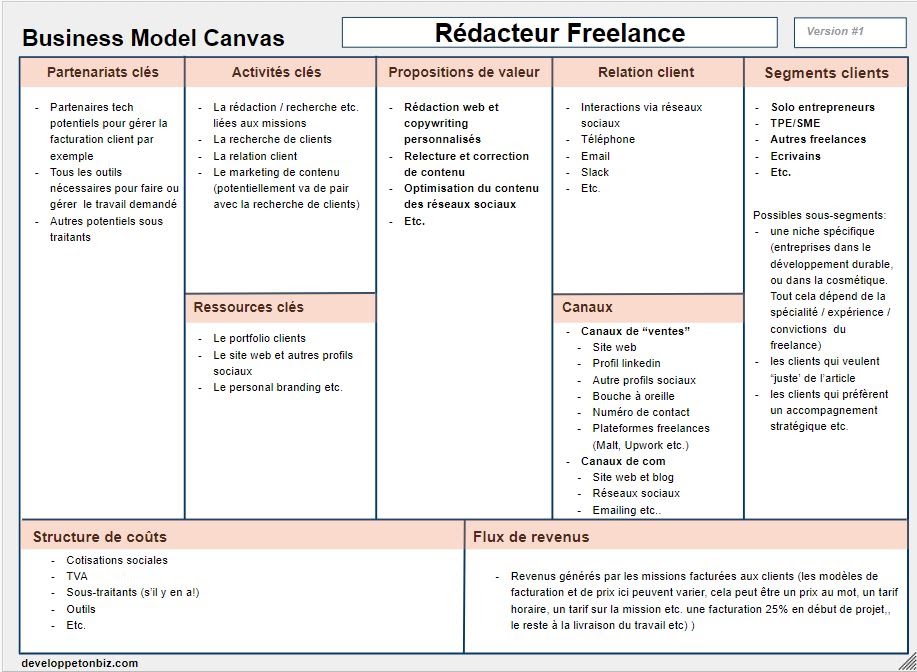 Business Model Canvas
Rédacteur Freelance
Version #1
Partenariats clés
- Partenaires tech
potentiels pour gérer la
facturation client par
exemple
- Tous les outils
nécessaires pour faire ou
gérer  le travail demandé
- Autres potentiels sous
traitants
Activités clés
- La rédaction / recherche etc.
liées aux missions
- La recherche de clients
- La relation client
- Le marketing de contenu
(potentiellement va de pair
avec la recherche de clients)
Ressources clés
- Le portfolio clients
- Le site web et autres profils
sociaux
- Le personal branding etc.
Propositions de valeur
- Rédaction web et
copywriting
personnalisés
- Relecture et correction
de contenu
- Optimisation du contenu
des réseaux sociaux
- Etc.
Relation client
- Interactions via réseaux
sociaux
- Téléphone
- Email
- Slack
- Etc.
Canaux
- Canaux de “ventes”
- Site web
- Profil linkedin
- Autre profils sociaux
- Bouche à oreille
- Numéro de contact
- Plateformes freelances
(Malt, Upwork etc.)
- Canaux de com
- Site web et blog
- Réseaux sociaux
- Emailing etc..
Segments clients
- Solo entrepreneurs
- TPE/SME
- Autres freelances
- Ecrivains
- Etc.
Possibles sous-segments:
- une niche spécifique
(entreprises dans le
développement durable,
ou dans la cosmétique.
Tout cela dépend de la
spécialité / expérience /
convictions  du
freelance)
- les clients qui veulent
“juste’ de l’article
- les clients qui préfèrent
un accompagnement
stratégique etc.
Structure de coûts
- Cotisations sociales
- TVA
- Sous-traitants (s’il y en a!)
- Outils
- Etc.
Flux de revenus
- Revenus générés par les missions facturées aux clients (les modèles de
facturation et de prix ici peuvent varier, cela peut être un prix au mot, un tarif
horaire, un tarif sur la mission etc. une facturation 25% en début de projet,,
le reste à la livraison du travail etc) )
developpetonbiz.com